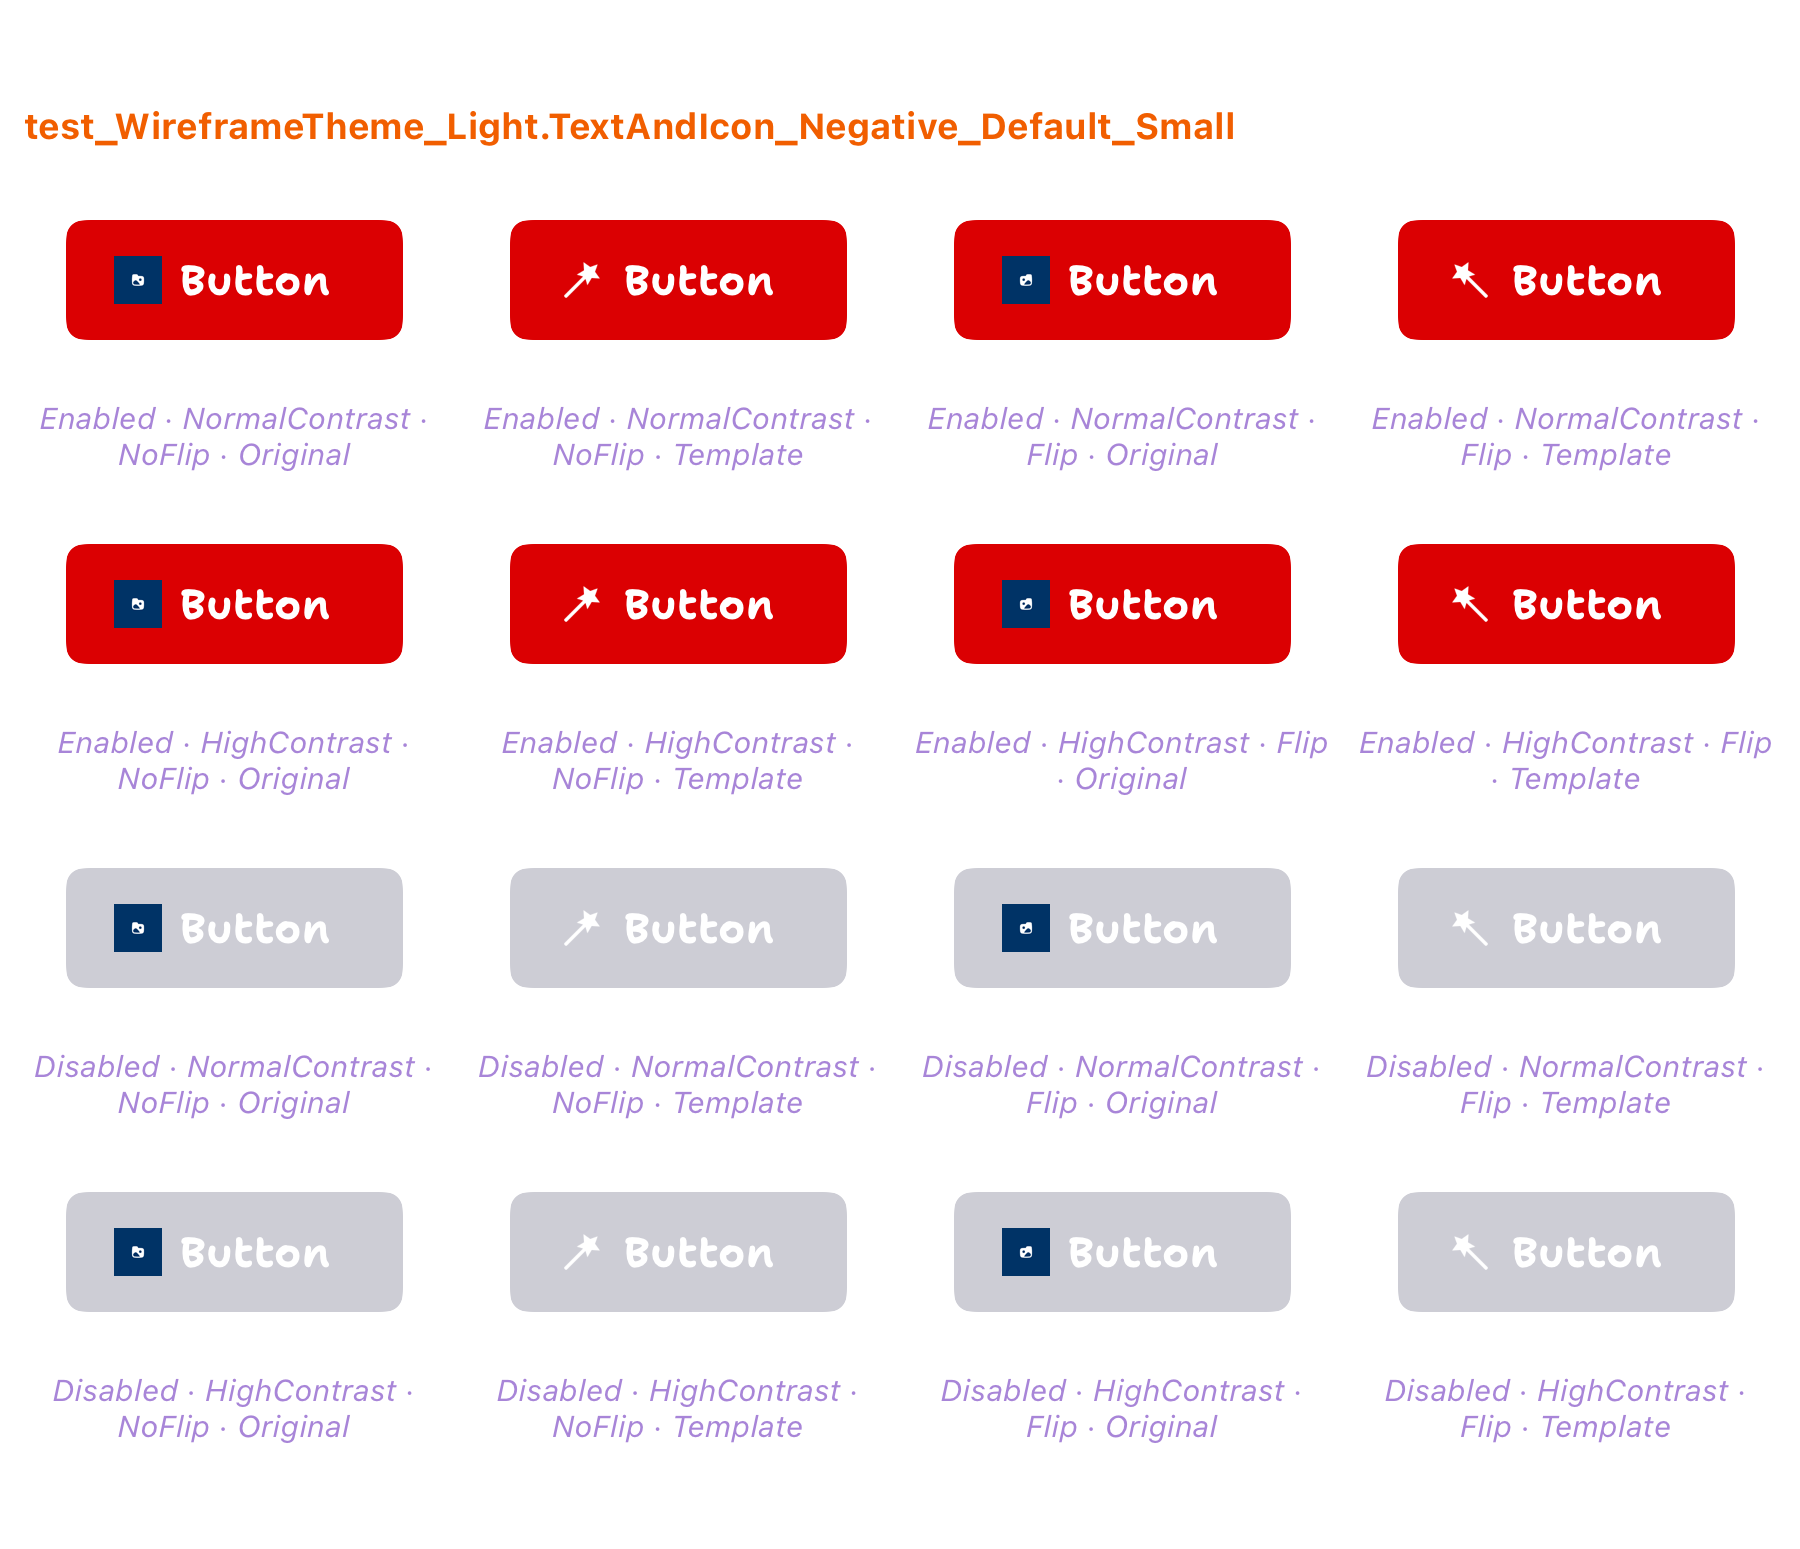 test_WireframeTheme_Light.TextAndIcon_Negative_Default_Small
Button Button Button Button
Enabled · NormalContrast · Enabled · NormalContrast · Enabled · NormalContrast · Enabled · NormalContrast ·
NoFlip · Original NoFlip · Template Flip · Original Flip · Template
Button Button Button Button
Enabled · HighContrast · Enabled · HighContrast · Enabled · HighContrast · Flip Enabled · HighContrast · Flip
NoFlip · Original NoFlip · Template · Original · Template
Button Button Button Button
Disabled · NormalContrast · Disabled · NormalContrast · Disabled · NormalContrast · Disabled · NormalContrast ·
NoFlip · Original NoFlip · Template Flip · Original Flip · Template
Button Button Button Button
Disabled · HighContrast · Disabled · HighContrast · Disabled · HighContrast · Disabled · HighContrast ·
NoFlip · Original NoFlip · Template Flip · Original Flip · Template